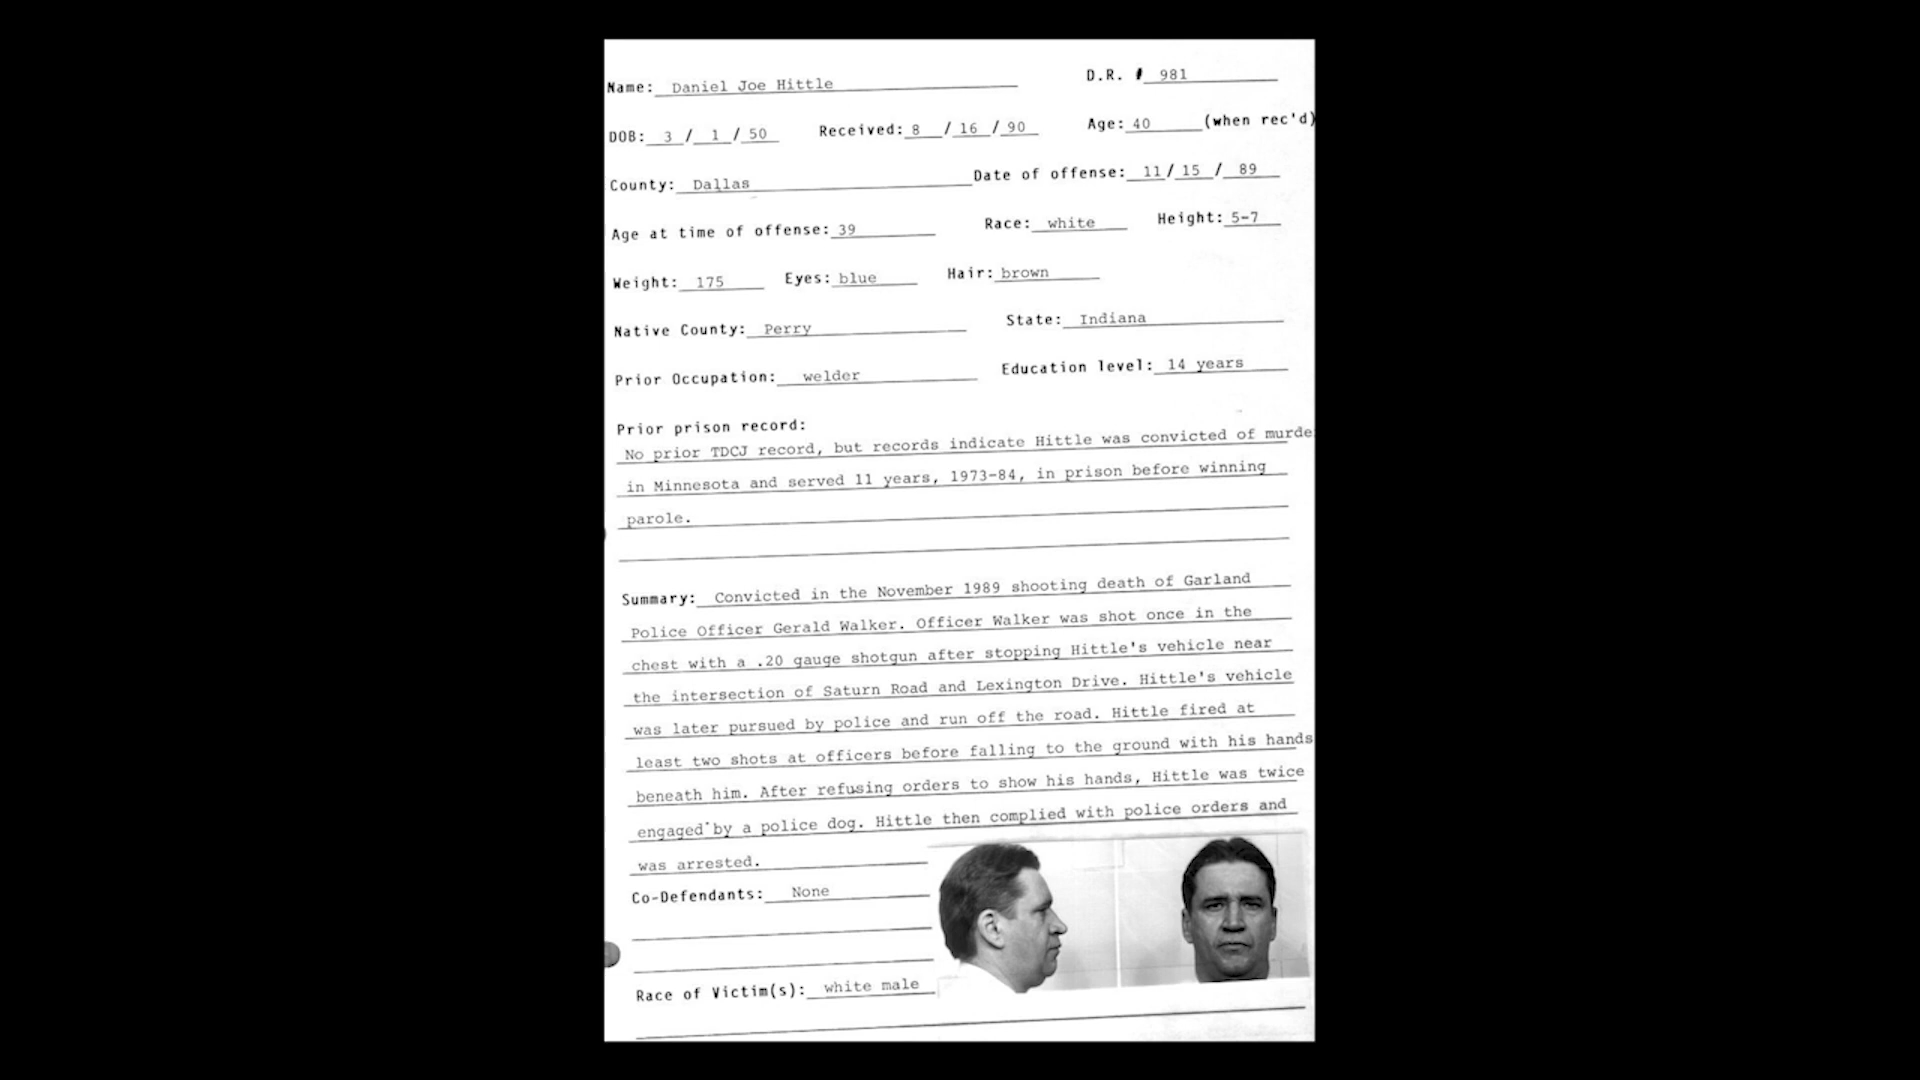 Name: Daniel Joe Hittle D.R. # 981
DOB: 3 / 1 / 50 Received: 8 / 16 / 90 Age: 40 (when rec'd)
County: Dallas Date of offense: 11 / 15 / 89
Age at time of offense: 39 Race: white Height: 5-7
Weight: 175 Eyes: blue Hair: brown
Native County: Perry State: Indiana
Prior Occupation: welder Education level: 14 years
Prior prison record:
No prior TDCJ record, but records indicate Hittle was convicted of murde
in Minnesota and served 11 years, 1973-84, in prison before winning
parole.
Summary: Convicted in the November 1989 shooting death of Garland
Police Officer Gerald Walker. Officer Walker was shot once in the
chest with a .20 gauge shotgun after stopping Hittle's vehicle near
the intersection of Saturn Road and Lexington Drive. Hittle's vehicle
was later pursued by police and run off the road. Hittle fired at
least two shots at officers before falling to the ground with his hands
beneath him. After refusing orders to show his hands, Hittle was twice
engaged by a police dog. Hittle then complied with police orders and
was arrested.
Co-Defendants: None
Race of Victim(s): white male